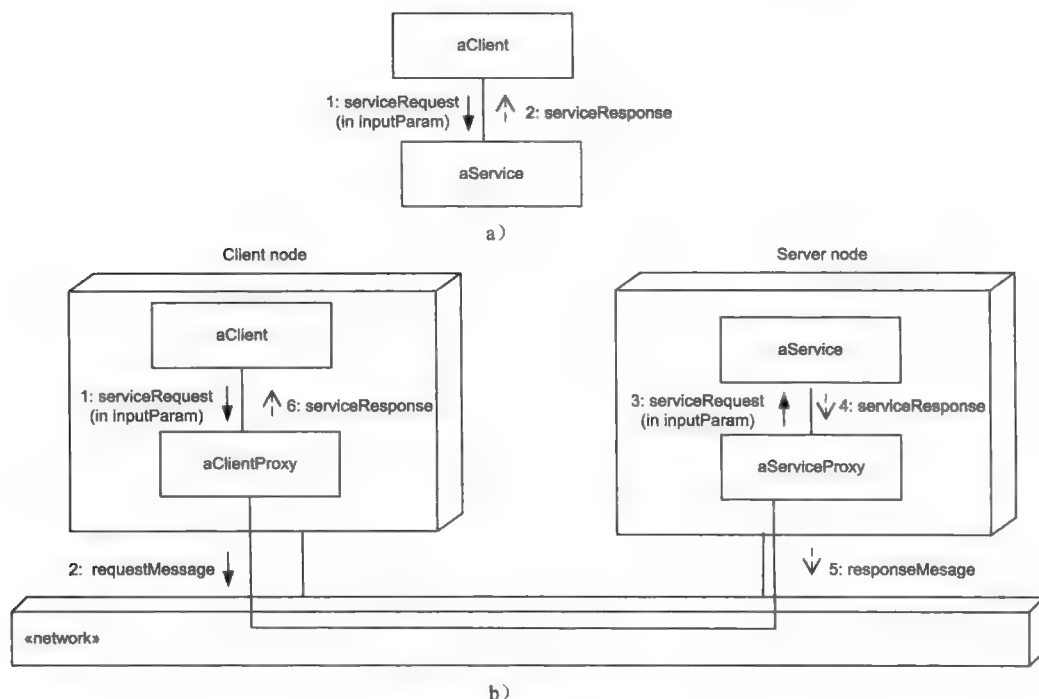 aClient
1: serviceRequest
(in inputParam)
2: serviceResponse
aService
a)
Client node
Server node
aClient
1: serviceRequest
(in inputParam)
6: serviceResponse
aClientProxy
aService
3: serviceRequest
(in inputParam)
4: serviceResponse
aServiceProxy
2: requestMessage
5: responseMesage
«network»
b)